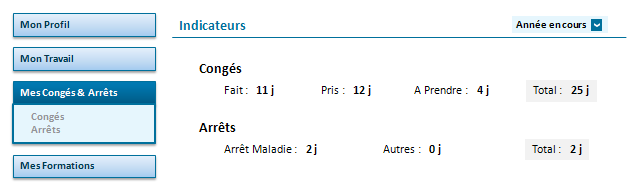 Mon Profil
Mon Travail
Mes Congés & Arrêts
Congés
Arrêts
Mes Formations
Indicateurs
Année en cours
Congés
Fait : 11 j Pris : 12 j A Prendre : 4 j Total : 25 j
Arrêts
Arrêt Maladie : 2 j Autres : 0 j Total : 2 j